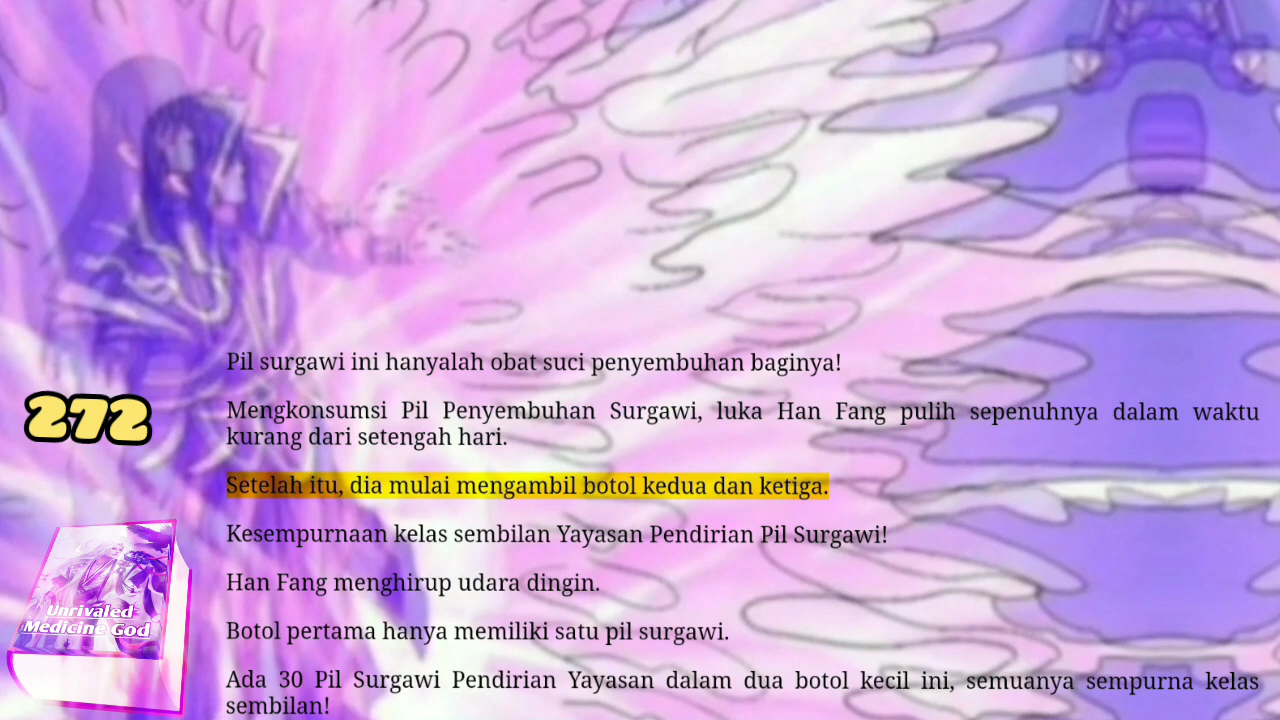 Pil surgawi ini hanyalah obat suci penyembuhan baginya!
272
Mengkonsumsi Pil Penyembuhan Surgawi, luka Han Fang pulih sepenuhnya dalam waktu
kurang dari setengah hari.
Setelah itu, dia mulai mengambil botol kedua dan ketiga.
Kesempurnaan kelas sembilan Yayasan Pendirian Pil Surgawi!
Han Fang menghirup udara dingin.
Unrivaled
Medicine God
Botol pertama hanya memiliki satu pil surgawi.
Ada 30 Pil Surgawi Pendirian Yayasan dalam dua botol kecil ini, semuanya sempurna kelas
sembilan!